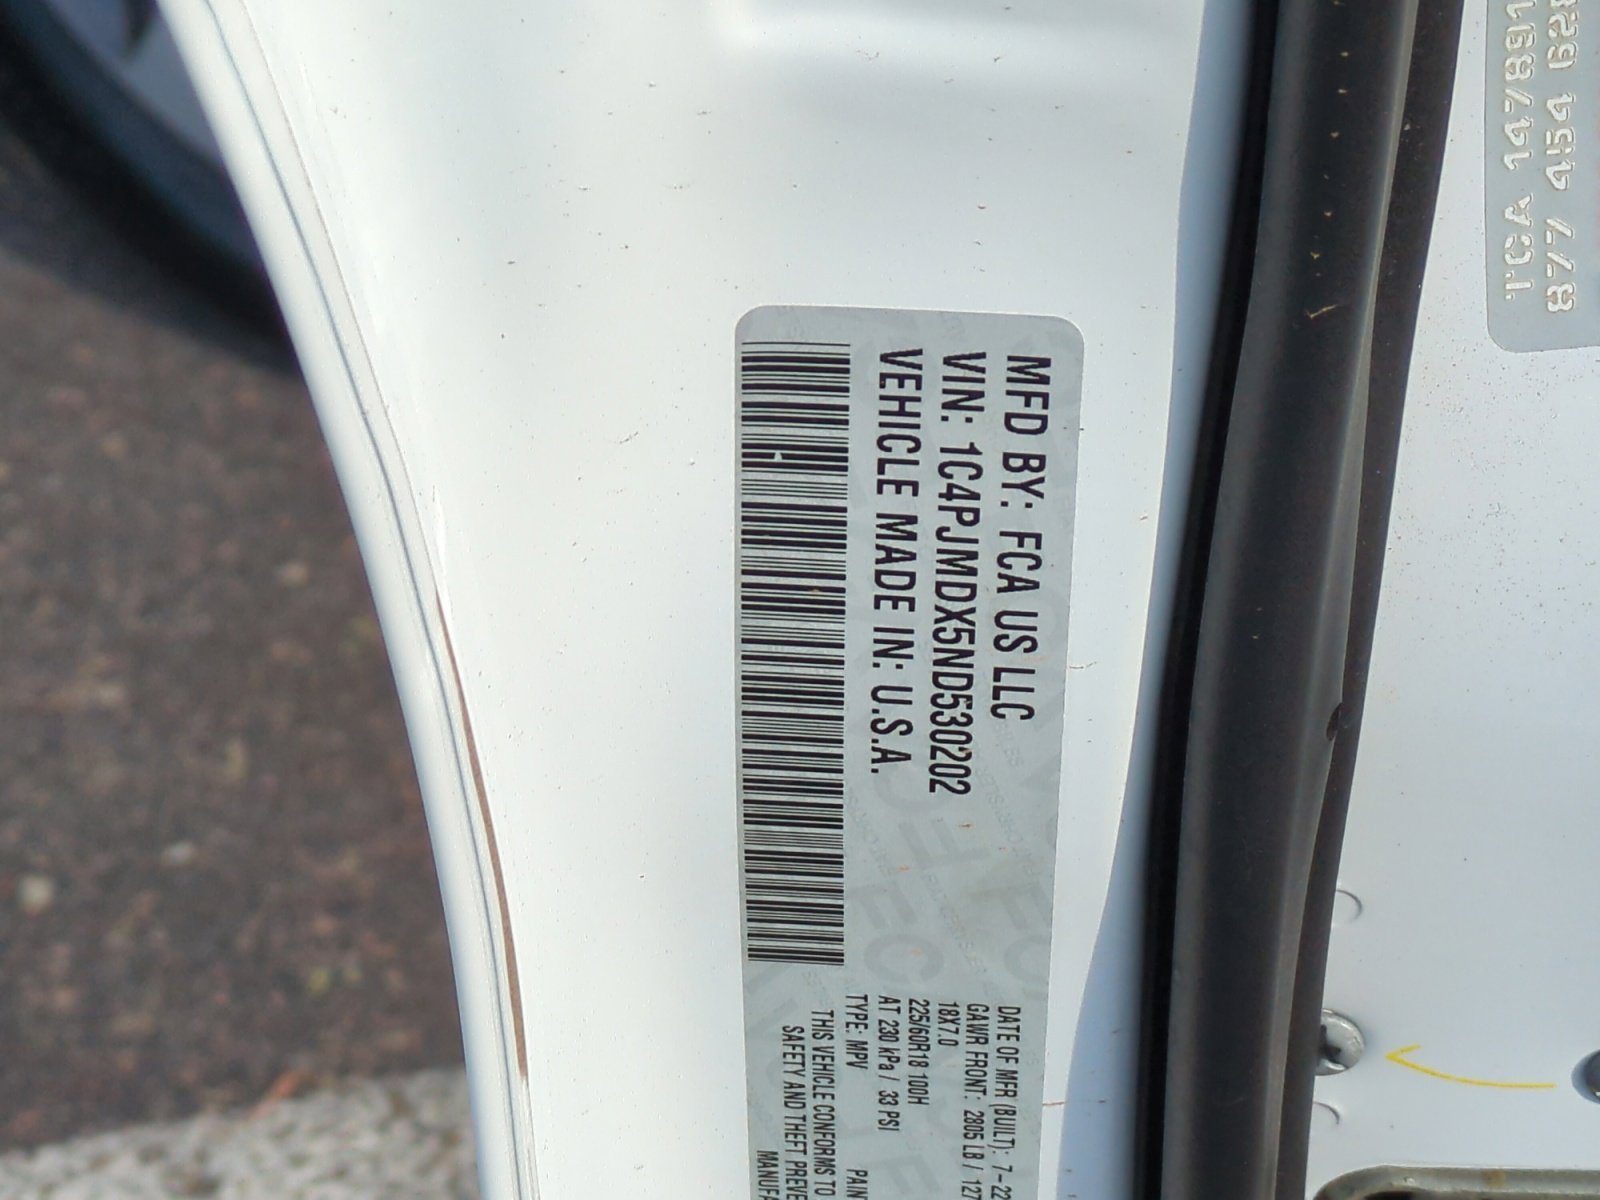 MFD BY: FCA US LLC
VIN: 1C4PJMDX5ND530202
VEHICLE MADE IN: U.S.A.
DATE OF MFR (BUILT): 7-22
GAWR FRONT: 2805 LB / 127
18X7.0
225/60R18 100H
AT 230 kPa / 33 PSI
TYPE: MPV PAIN
THIS VEHICLE CONFORMS TO
SAFETY AND THEFT PREVE
MANUFA